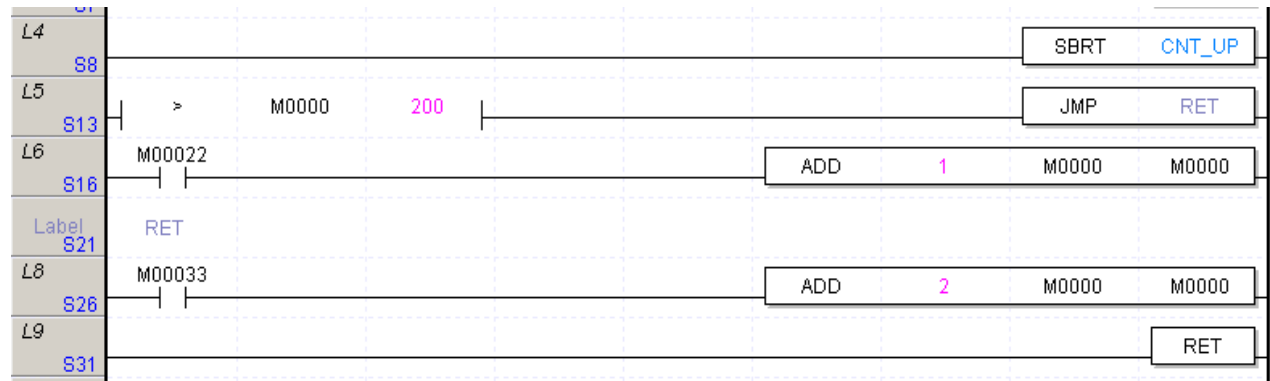 L4
SBRT CNT_UP
S8
L5
> M0000 200 JMP RET
S13
L6
M00022
ADD 1 M0000 M0000
S16
Label RET
S21
L8
M00033
ADD 2 M0000 M0000
S26
L9
RET
S31